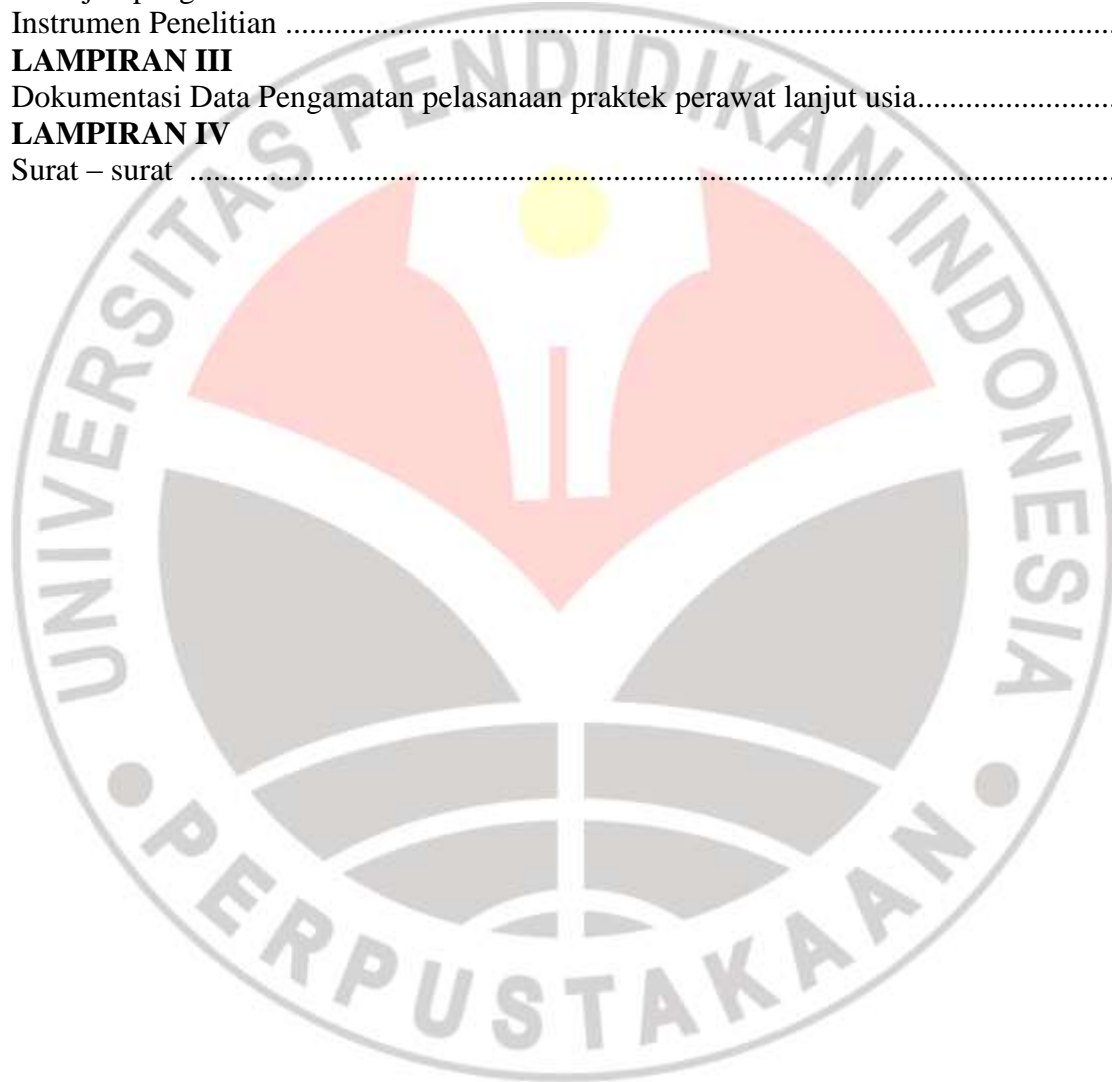 Instrumen Penelitian ...............................................................................................................
LAMPIRAN III
Dokumentasi Data Pengamatan pelasanaan praktek perawat lanjut usia........................
LAMPIRAN IV
Surat – surat ...........................................................................................................................
UNIVERSITAS PENDIDIKAN INDONESIA
PERPUSTAKAAN